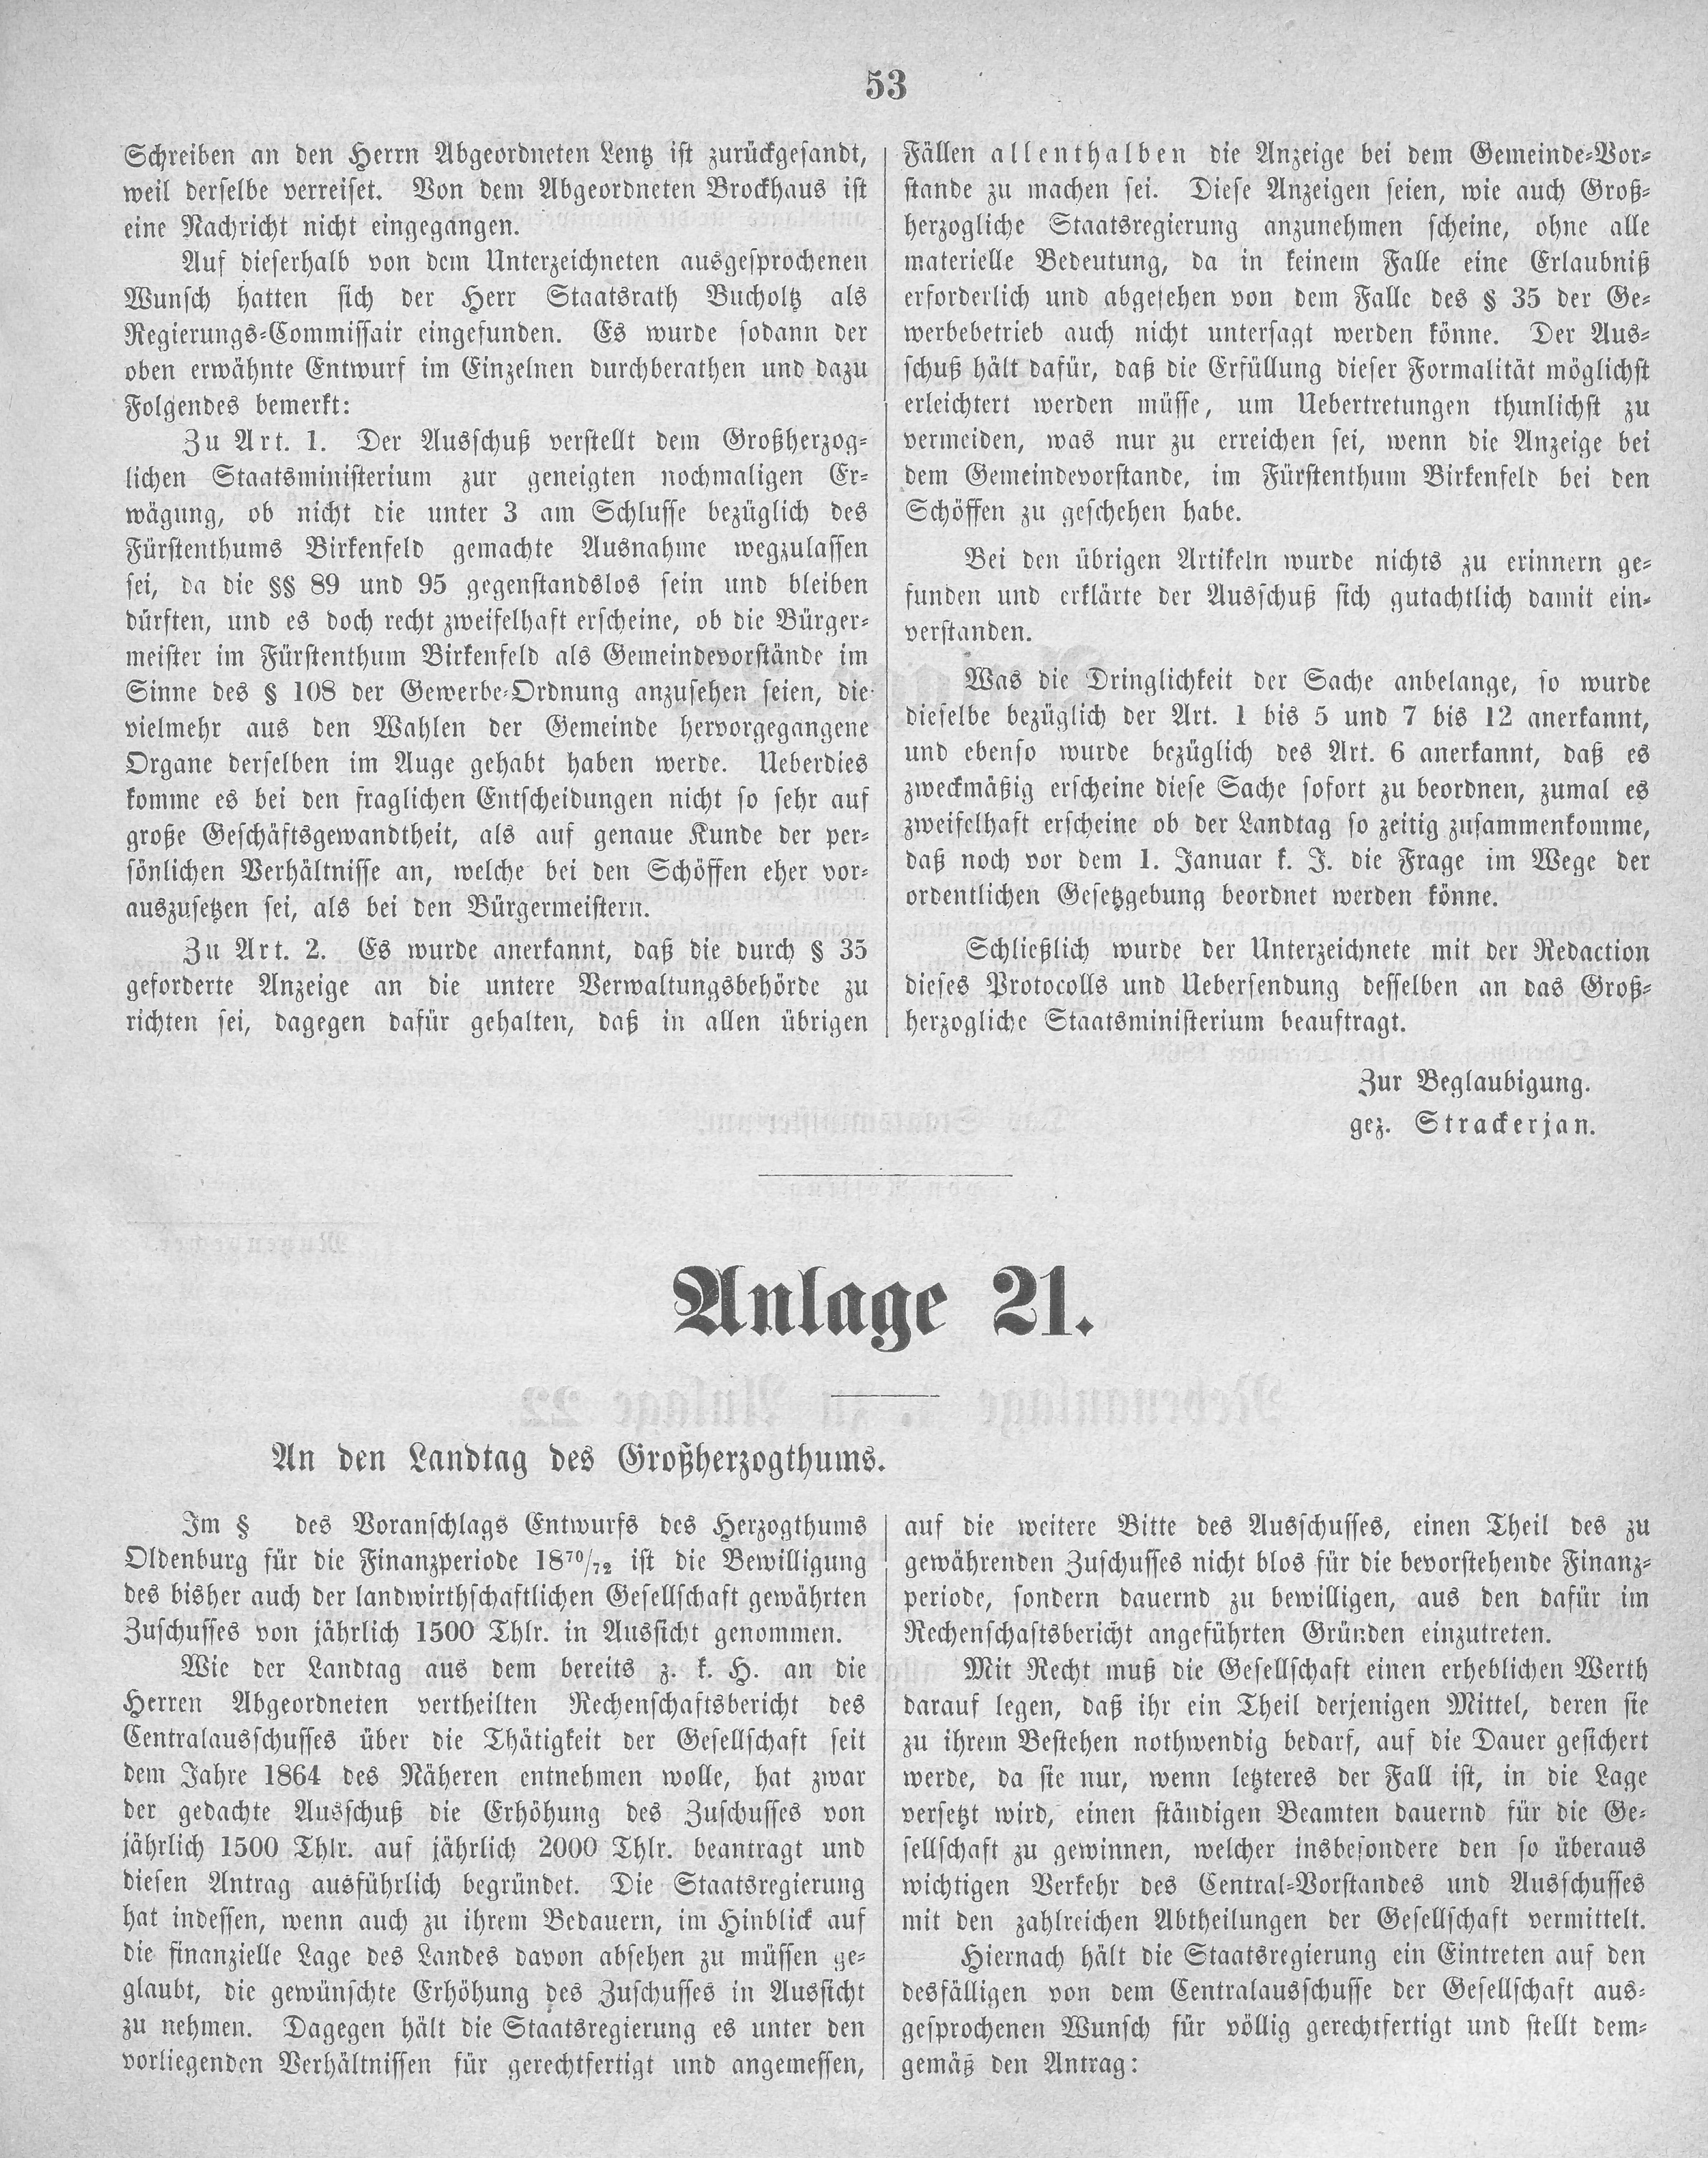 53
Schreiben an den Herrn Abgeordneten Lentz ist zurückgesandt,
weil derselbe verreiset. Von dem Abgeordneten Brockhaus ist
eine Nachricht nicht eingegangen.
Auf dieserhalb von dem Unterzeichneten ausgesprochenen
Wunsch hatten sich der Herr Staatsrath Bucholtz als
Regierungs-Commissair eingefunden. Es wurde sodann der
oben erwähnte Entwurf im Einzelnen durchberathen und dazu
Folgendes bemerkt:
Zu Art. 1. Der Ausschuß verstellt dem Großherzog-
lichen Staatsministerium zur geneigten nochmaligen Er-
wägung, ob nicht die unter 3 am Schlusse bezüglich des
Fürstenthums Birkenfeld gemachte Ausnahme wegzulassen
sei, da die §§ 89 und 95 gegenstandslos sein und bleiben
dürften, und es doch recht zweifelhaft erscheine, ob die Bürger-
meister im Fürstenthum Birkenfeld als Gemeindevorstände im
Sinne des § 108 der Gewerbe-Ordnung anzusehen seien, die
vielmehr aus den Wahlen der Gemeinde hervorgegangene
Organe derselben im Auge gehabt haben werde. Ueberdies
komme es bei den fraglichen Entscheidungen nicht so sehr auf
große Geschäftsgewandtheit, als auf genaue Kunde der per-
sönlichen Verhältnisse an, welche bei den Schöffen eher vor-
auszusetzen sei, als bei den Bürgermeistern.
Zu Art. 2. Es wurde anerkannt, daß die durch § 35
geforderte Anzeige an die untere Verwaltungsbehörde zu
richten sei, dagegen dafür gehalten, daß in allen übrigen
Fällen allenthalben die Anzeige bei dem Gemeinde-Vor-
stande zu machen sei. Diese Anzeigen seien, wie auch Groß-
herzogliche Staatsregierung anzunehmen scheine, ohne alle
materielle Bedeutung, da in keinem Falle eine Erlaubniß
erforderlich und abgesehen von dem Falle des § 35 der Ge-
werbebetrieb auch nicht untersagt werden könne. Der Aus-
schuß hält dafür, daß die Erfüllung dieser Formalität möglichst
erleichtert werden müsse, um Uebertretungen thunlichst zu
vermeiden, was nur zu erreichen sei, wenn die Anzeige bei
dem Gemeindevorstande, im Fürstenthum Birkenfeld bei den
Schöffen zu geschehen habe.
Bei den übrigen Artikeln wurde nichts zu erinnern ge-
funden und erklärte der Ausschuß sich gutachtlich damit ein-
verstanden.
Was die Dringlichkeit der Sache anbelange, so wurde
dieselbe bezüglich der Art. 1 bis 5 und 7 bis 12 anerkannt,
und ebenso wurde bezüglich des Art. 6 anerkannt, daß es
zweckmäßig erscheine diese Sache sofort zu beordnen, zumal es
zweifelhaft erscheine ob der Landtag so zeitig zusammenkomme,
daß noch vor dem 1. Januar k. J. die Frage im Wege der
ordentlichen Gesetzgebung beordnet werden könne.
Schließlich wurde der Unterzeichnete mit der Redaction
dieses Protocolls und Uebersendung desselben an das Groß-
herzogliche Staatsministerium beauftragt.
Zur Beglaubigung.
gez. Strackerjan.
Anlage 21.
An den Landtag des Großherzogthums.
Im § des Voranschlags Entwurfs des Herzogthums
Oldenburg für die Finanzperiode 18⁷⁰/₇₂ ist die Bewilligung
des bisher auch der landwirthschaftlichen Gesellschaft gewährten
Zuschusses von jährlich 1500 Thlr. in Aussicht genommen.
Wie der Landtag aus dem bereits z. k. H. an die
Herren Abgeordneten vertheilten Rechenschaftsbericht des
Centralausschusses über die Thätigkeit der Gesellschaft seit
dem Jahre 1864 des Näheren entnehmen wolle, hat zwar
der gedachte Ausschuß die Erhöhung des Zuschusses von
jährlich 1500 Thlr. auf jährlich 2000 Thlr. beantragt und
diesen Antrag ausführlich begründet. Die Staatsregierung
hat indessen, wenn auch zu ihrem Bedauern, im Hinblick auf
die finanzielle Lage des Landes davon absehen zu müssen ge-
glaubt, die gewünschte Erhöhung des Zuschusses in Aussicht
zu nehmen. Dagegen hält die Staatsregierung es unter den
vorliegenden Verhältnissen für gerechtfertigt und angemessen,
auf die weitere Bitte des Ausschusses, einen Theil des zu
gewährenden Zuschusses nicht blos für die bevorstehende Finanz-
periode, sondern dauernd zu bewilligen, aus den dafür im
Rechenschaftsbericht angeführten Gründen einzutreten.
Mit Recht muß die Gesellschaft einen erheblichen Werth
darauf legen, daß ihr ein Theil derjenigen Mittel, deren sie
zu ihrem Bestehen nothwendig bedarf, auf die Dauer gesichert
werde, da sie nur, wenn letzteres der Fall ist, in die Lage
versetzt wird, einen ständigen Beamten dauernd für die Ge-
sellschaft zu gewinnen, welcher insbesondere den so überaus
wichtigen Verkehr des Central-Vorstandes und Ausschusses
mit den zahlreichen Abtheilungen der Gesellschaft vermittelt.
Hiernach hält die Staatsregierung ein Eintreten auf den
desfälligen von dem Centralausschusse der Gesellschaft aus-
gesprochenen Wunsch für völlig gerechtfertigt und stellt dem-
gemäß den Antrag: